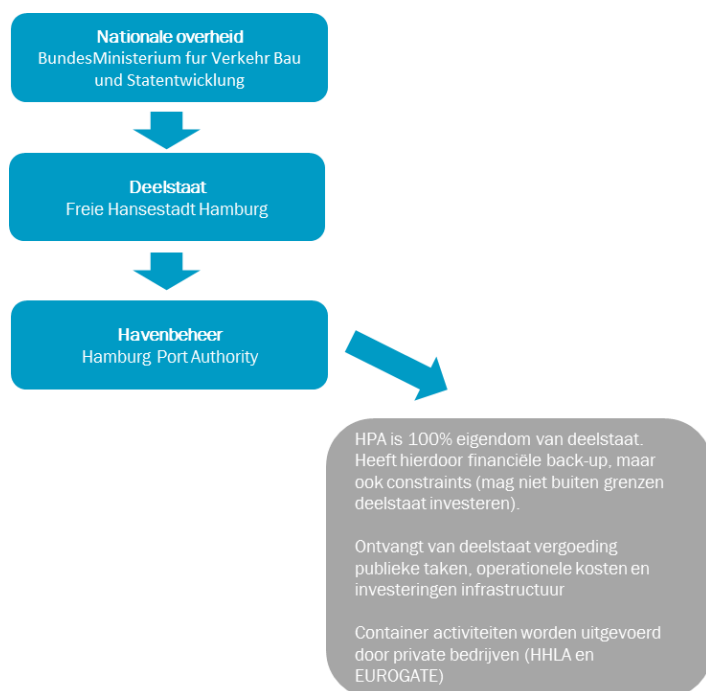 Nationale overheid
BundesMinisterium fur Verkehr Bau
und Statentwicklung
Deelstaat
Freie Hansestadt Hamburg
Havenbeheer
Hamburg Port Authority
HPA is 100% eigendom van deelstaat.
Heeft hierdoor financiële back-up, maar
ook constraints (mag niet buiten grenzen
deelstaat investeren).
Ontvangt van deelstaat vergoeding
publieke taken, operationele kosten en
investeringen infrastructuur
Container activiteiten worden uitgevoerd
door private bedrijven (HHLA en
EUROGATE)